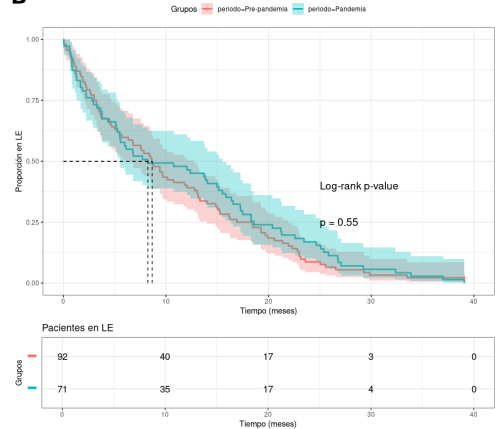 Grupos periodo=Pre-pandemia periodo=Pandemia
1.00
0.75
0.50
0.25
0.00
Proporción en LE
Log-rank p-value
p = 0.55
0 10 20 30 40
Tiempo (meses)
Pacientes en LE
Grupos
92 40 17 3 0
71 35 17 4 0
0 10 20 30 40
Tiempo (meses)